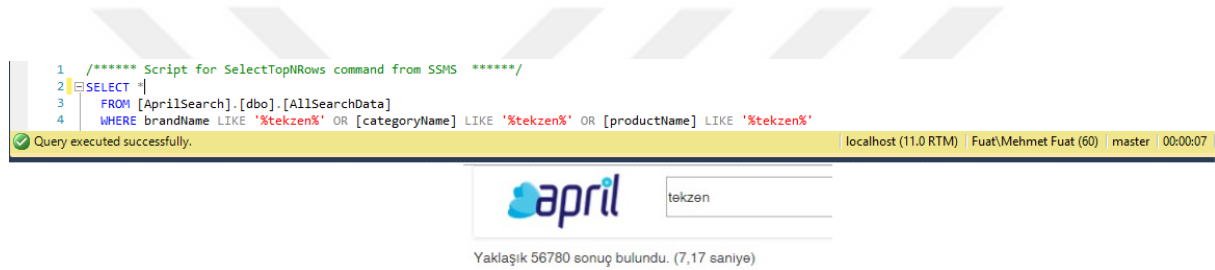 1 /****** Script for SelectTopNRows command from SSMS ******/
2 SELECT *
3 FROM [AprilSearch].[dbo].[AllSearchData]
4 WHERE brandName LIKE '%tekzen%' OR [categoryName] LIKE '%tekzen%' OR [productName] LIKE '%tekzen%'
Query executed successfully. localhost (11.0 RTM) Fuat\Mehmet Fuat (60) master 00:00:07
april tekzen
Yaklaşık 56780 sonuç bulundu. (7,17 saniye)